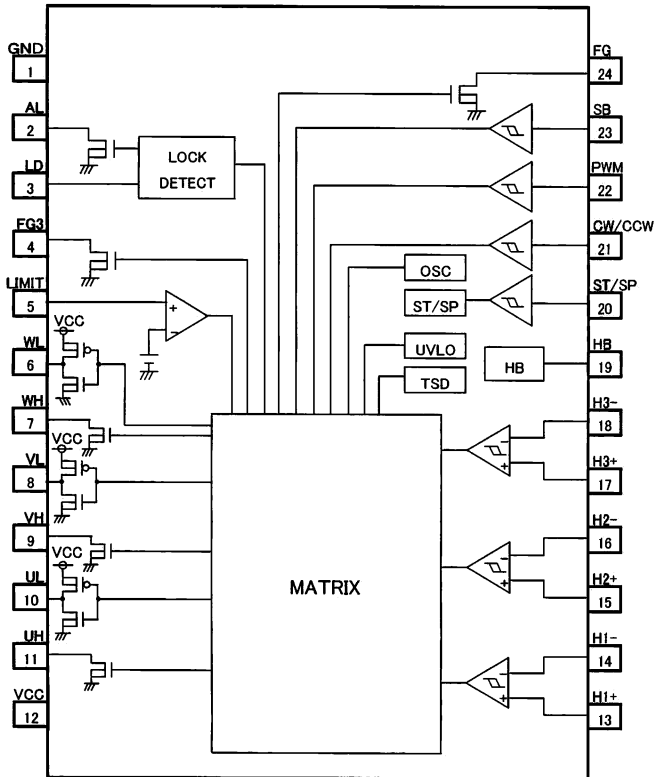 GND
1
AL
2
LD
3
FG3
4
LIMIT
5
WL
6
WH
7
VL
8
VH
9
UL
10
UH
11
VCC
12
LOCK
DETECT
+
−
VCC
VCC
VCC
OSC
ST/SP
UVLO
TSD
HB
MATRIX
−
+
−
+
−
+
FG
24
SB
23
PWM
22
CW/CCW
21
ST/SP
20
HB
19
H3-
18
H3+
17
H2-
16
H2+
15
H1-
14
H1+
13